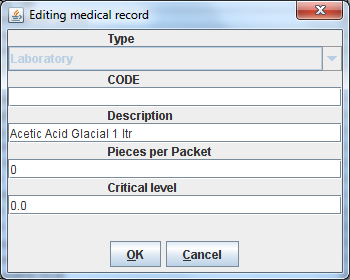 Editing medical record
Type
Laboratory
CODE
Description
Acetic Acid Glacial 1 ltr
Pieces per Packet
0
Critical level
0.0
OK Cancel